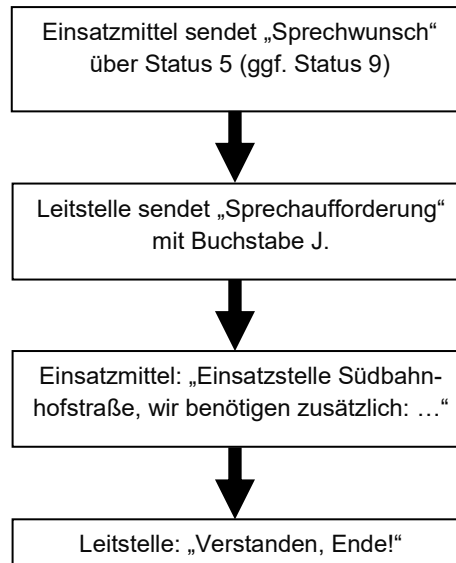 Einsatzmittel sendet „Sprechwunsch“
über Status 5 (ggf. Status 9)
Leitstelle sendet „Sprechaufforderung“
mit Buchstabe J.
Einsatzmittel: „Einsatzstelle Südbahn-
hofstraße, wir benötigen zusätzlich: …“
Leitstelle: „Verstanden, Ende!“